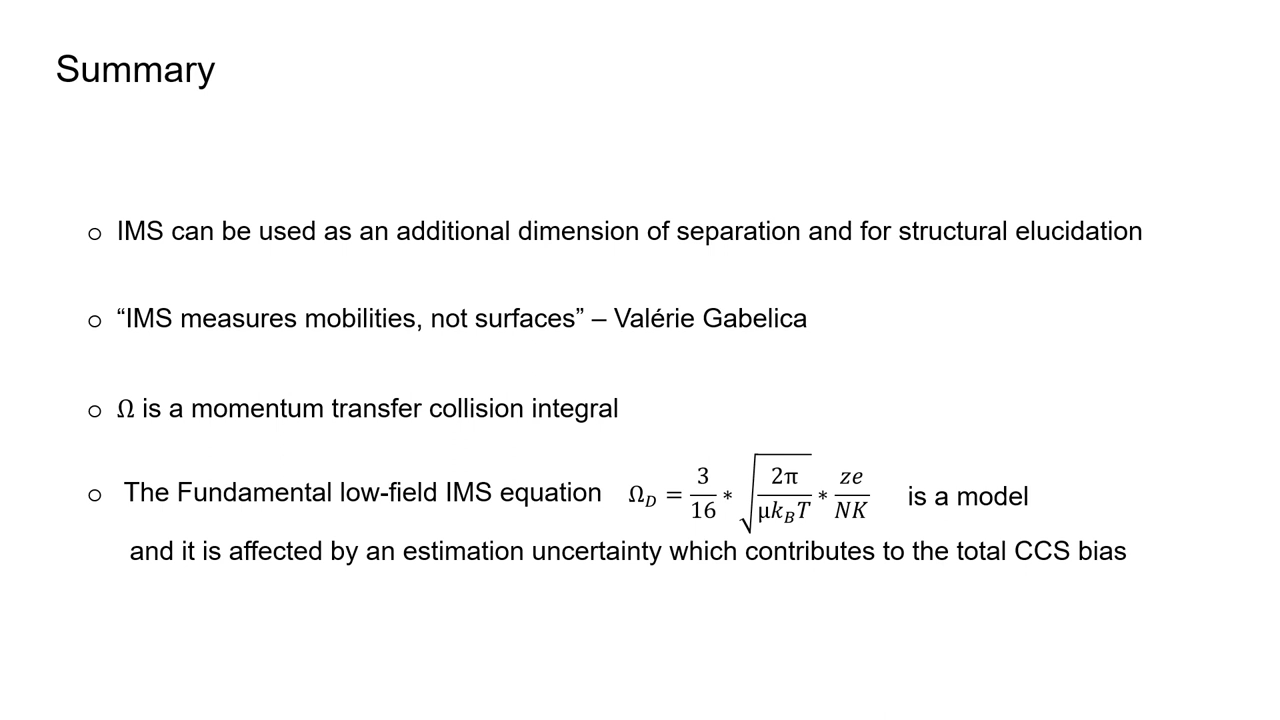 Summary
○ IMS can be used as an additional dimension of separation and for structural elucidation
○ “IMS measures mobilities, not surfaces” – Valérie Gabelica
○ Ω is a momentum transfer collision integral
○ The Fundamental low-field IMS equation Ω_D = 3/16 * √(2π/(μk_BT)) * ze/NK is a model
and it is affected by an estimation uncertainty which contributes to the total CCS bias